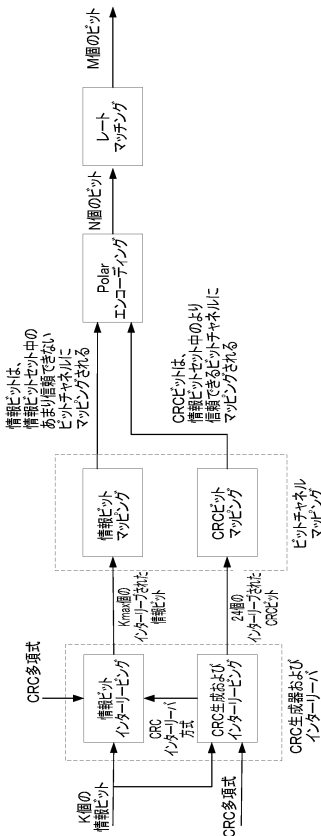 K個の
情報ビット
CRC多項式
CRC多項式
情報ビット
インターリービング
CRC
インターリーバ
方式
CRC生成および
インターリービング
CRC生成器および
インターリーバ
Kmax個の
インターリーブされた
情報ビット
24個の
インターリーブされた
CRCビット
情報ビット
マッピング
CRCビット
マッピング
ビットチャネル
マッピング
情報ビットは、
情報ビットセット中の
あまり信頼できない
ビットチャネルに
マッピングされる
CRCビットは、
情報ビットセット中のより
信頼できるビットチャネルに
マッピングされる
Polar
エンコーディング
N個のビット
レート
マッチング
M個のビット